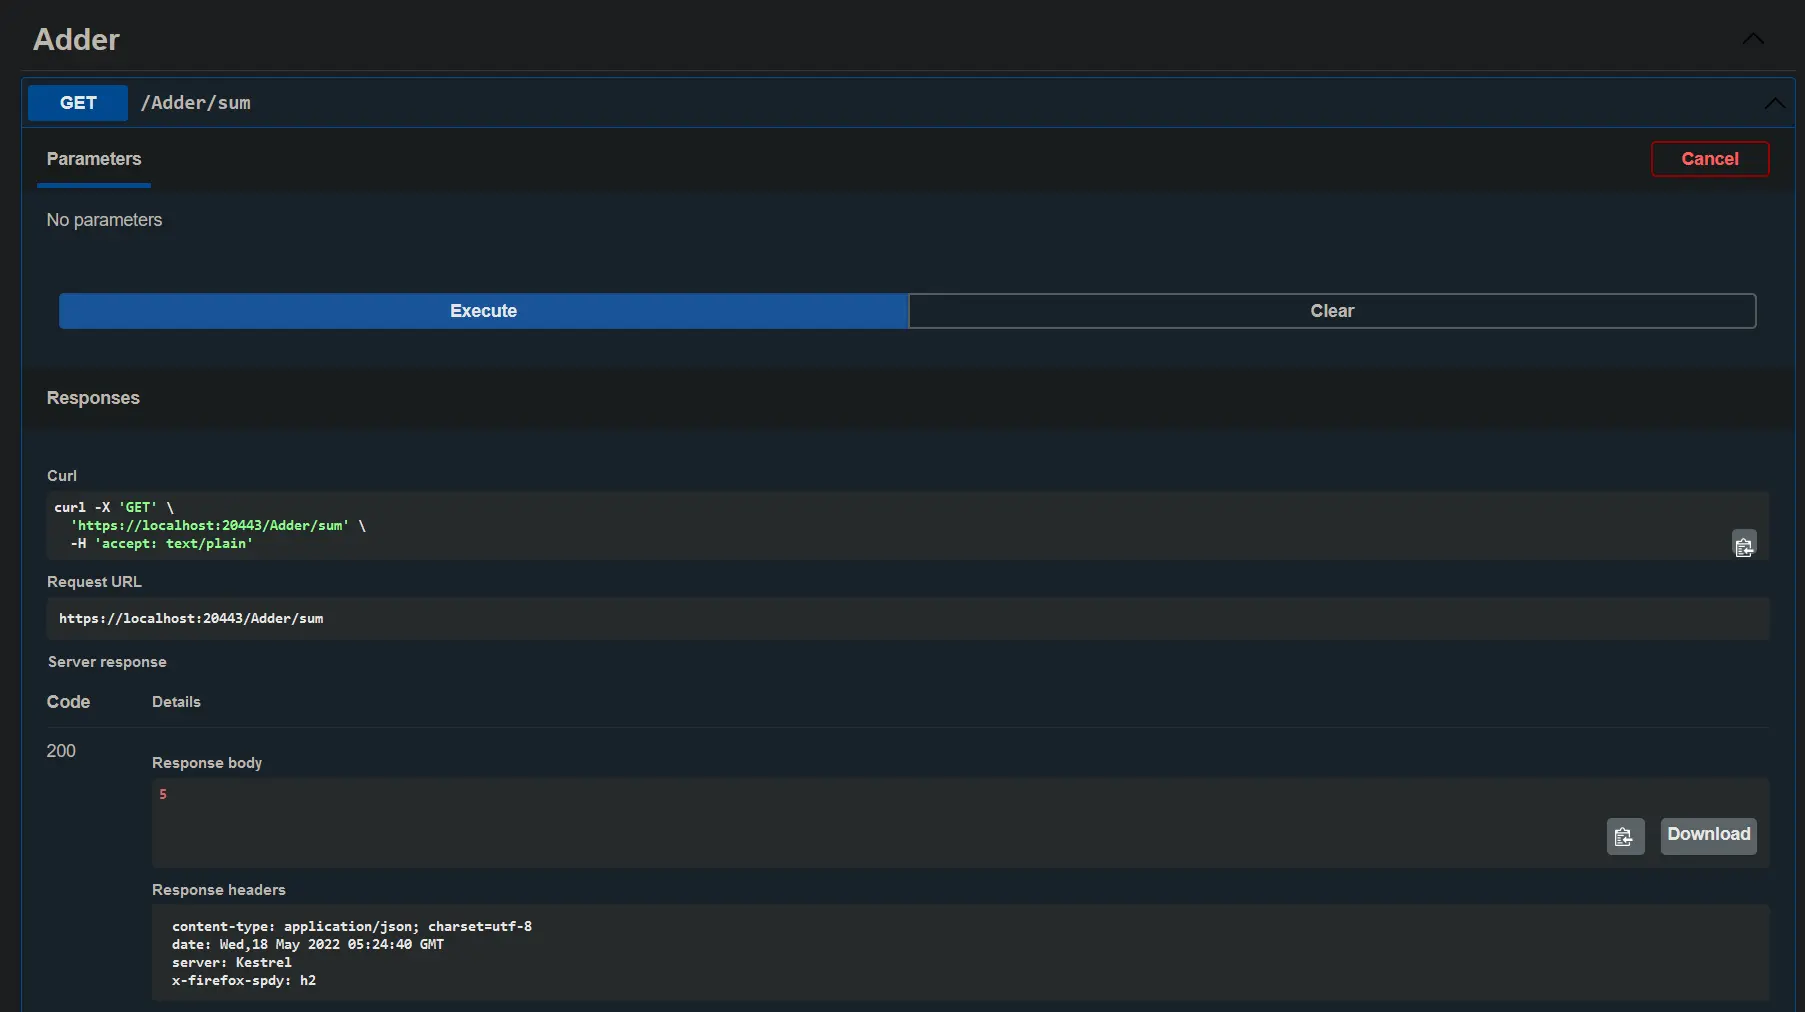 Adder
GET /Adder/sum
Parameters
Cancel
No parameters
Execute
Clear
Responses
Curl
curl -X 'GET' \
'https://localhost:20443/Adder/sum' \
-H 'accept: text/plain'
Request URL
https://localhost:20443/Adder/sum
Server response
Code Details
200
Response body
5
Download
Response headers
content-type: application/json; charset=utf-8
date: Wed,18 May 2022 05:24:40 GMT
server: Kestrel
x-firefox-spdy: h2